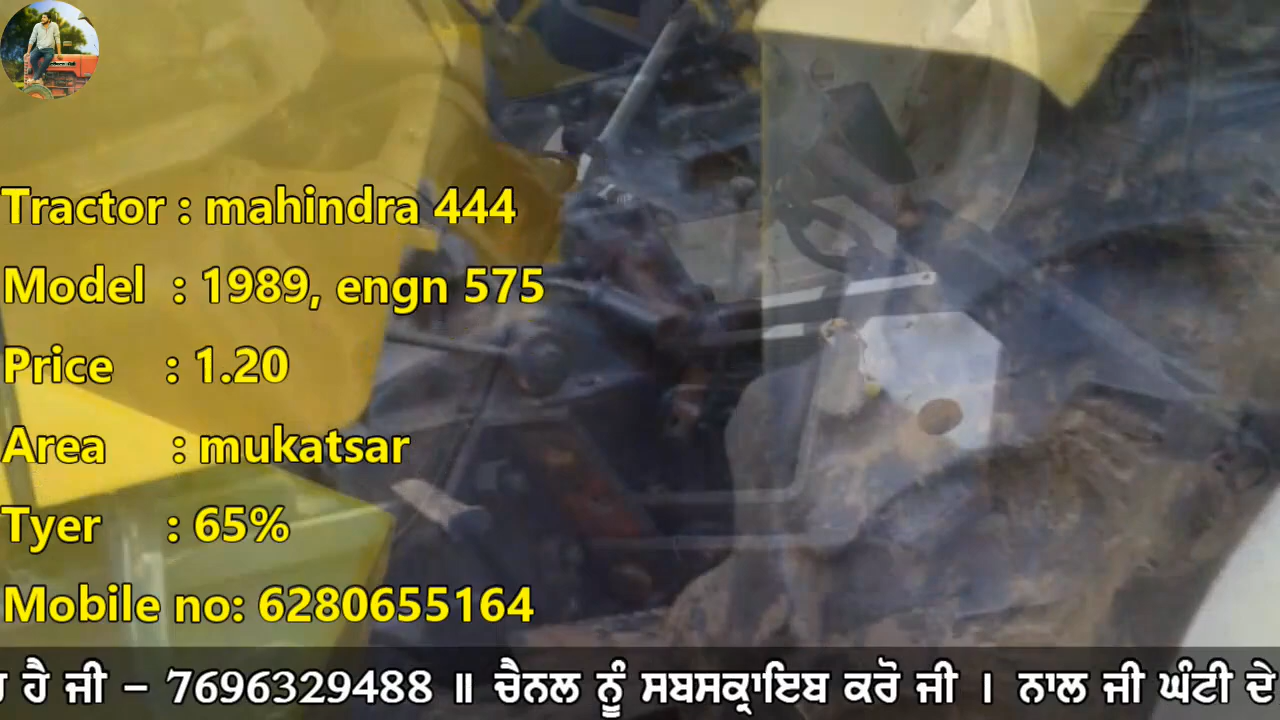 Tractor : mahindra 444
Model : 1989, engn 575
Price : 1.20
Area : mukatsar
Tyer : 65%
Mobile no: 6280655164
ਹੈ ਜੀ – 7696329488 ॥ ਚੈਨਲ ਨੂੰ ਸਬਸਕ੍ਰਾਇਬ ਕਰੋ ਜੀ । ਨਾਲ ਜੀ ਘੰਟੀ ਦੇ